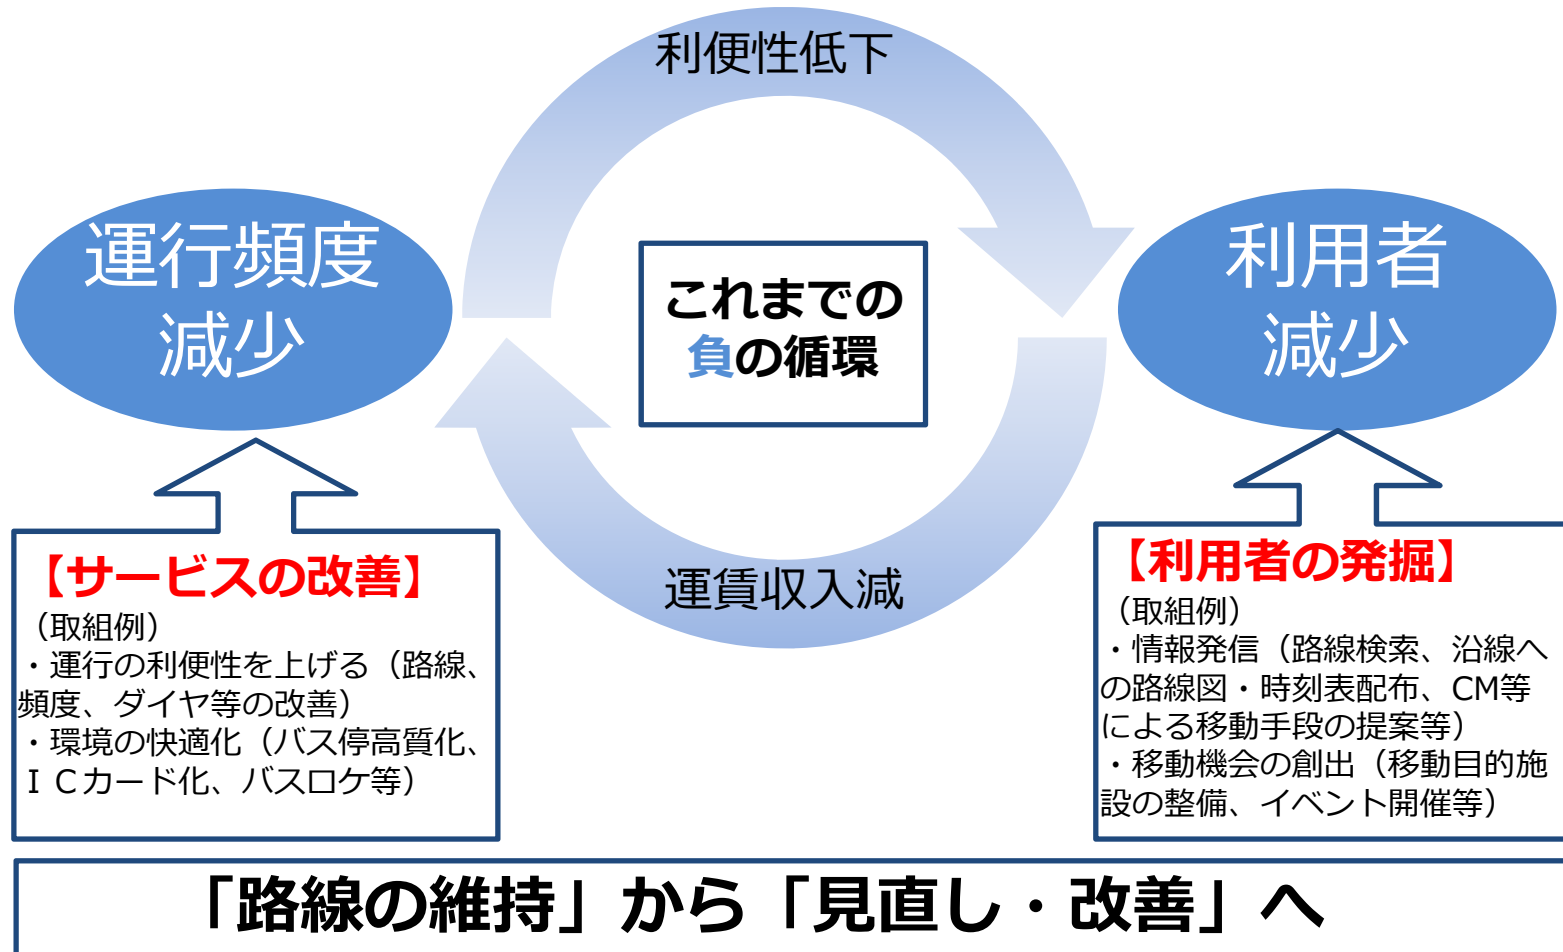 利便性低下
運行頻度
減少
これまでの
負の循環
利用者
減少
運賃収入減
【サービスの改善】
（取組例）
・運行の利便性を上げる（路線、
頻度、ダイヤ等の改善）
・環境の快適化（バス停高質化、
ＩＣカード化、バスロケ等）
【利用者の発掘】
（取組例）
・情報発信（路線検索、沿線へ
の路線図・時刻表配布、CM等
による移動手段の提案等）
・移動機会の創出（移動目的施
設の整備、イベント開催等）
「路線の維持」から「見直し・改善」へ